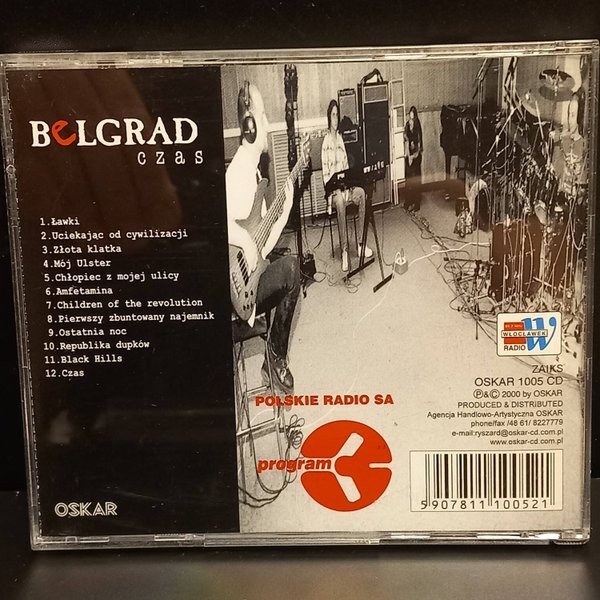 BeLGRAD
czas
1.Ławki
2.Uciekając od cywilizacji
3.Złota klatka
4.Mój Ulster
5.Chłopiec z mojej ulicy
6.Amfetamina
7.Children of the revolution
8.Pierwszy zbuntowany najemnik
9.Ostatnia noc
10.Republika dupków
11.Black Hills
12.Czas
OSKAR
POLSKIE RADIO SA
program
WŁOCŁAWEK
RADIO W
ZAIKS
OSKAR 1005 CD
Ⓟ&© 2000 by OSKAR
PRODUCED & DISTRIBUTED
Agencja Handlowo-Artystyczna OSKAR
phone/fax /48 61/ 8227779
e-mail:ryszard@oskar-cd.com.pl
www.oskar-cd.com.pl
5907811100521